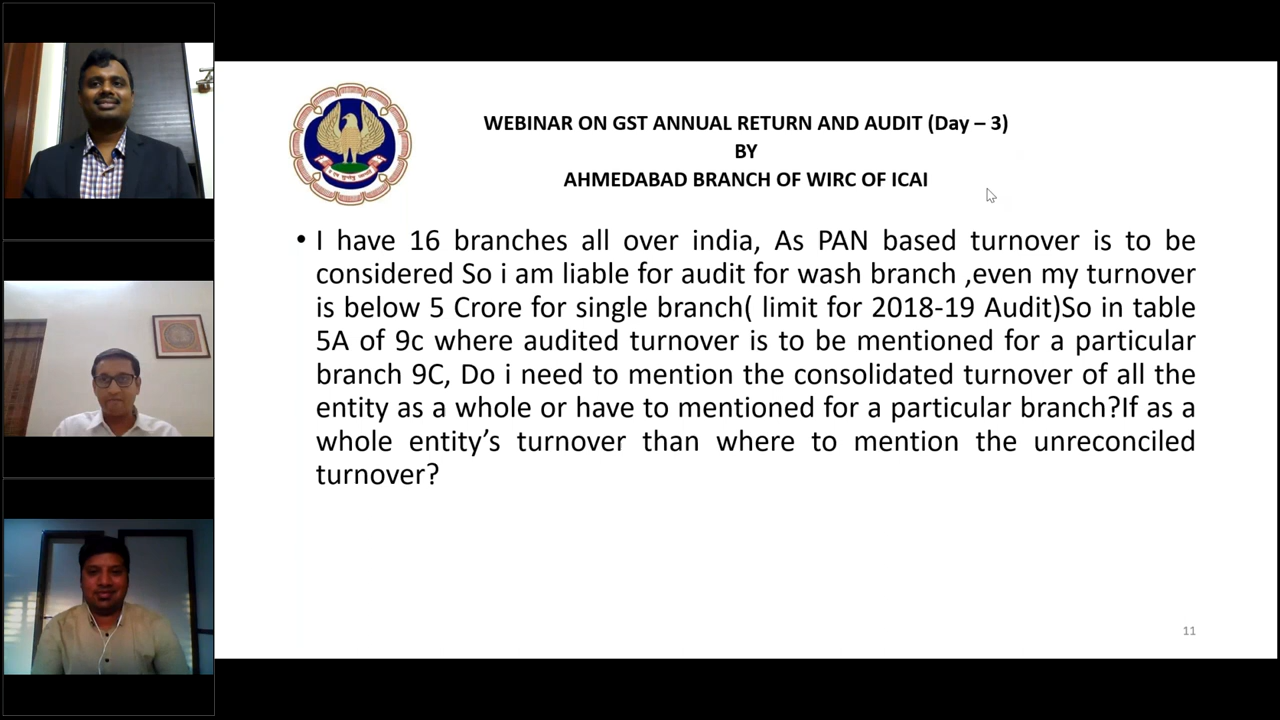 WEBINAR ON GST ANNUAL RETURN AND AUDIT (Day – 3)
BY
AHMEDABAD BRANCH OF WIRC OF ICAI
• I have 16 branches all over india, As PAN based turnover is to be
considered So i am liable for audit for wash branch ,even my turnover
is below 5 Crore for single branch( limit for 2018-19 Audit)So in table
5A of 9c where audited turnover is to be mentioned for a particular
branch 9C, Do i need to mention the consolidated turnover of all the
entity as a whole or have to mentioned for a particular branch?If as a
whole entity’s turnover than where to mention the unreconciled
turnover?
11